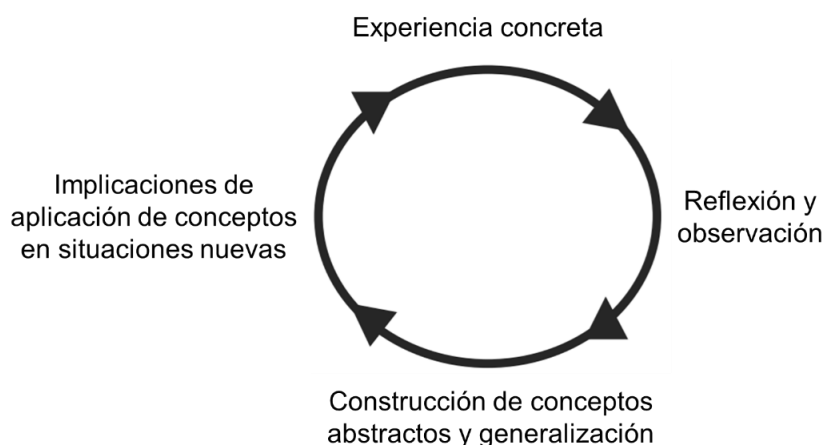 Experiencia concreta
Reflexión y
observación
Construcción de conceptos
abstractos y generalización
Implicaciones de
aplicación de conceptos
en situaciones nuevas